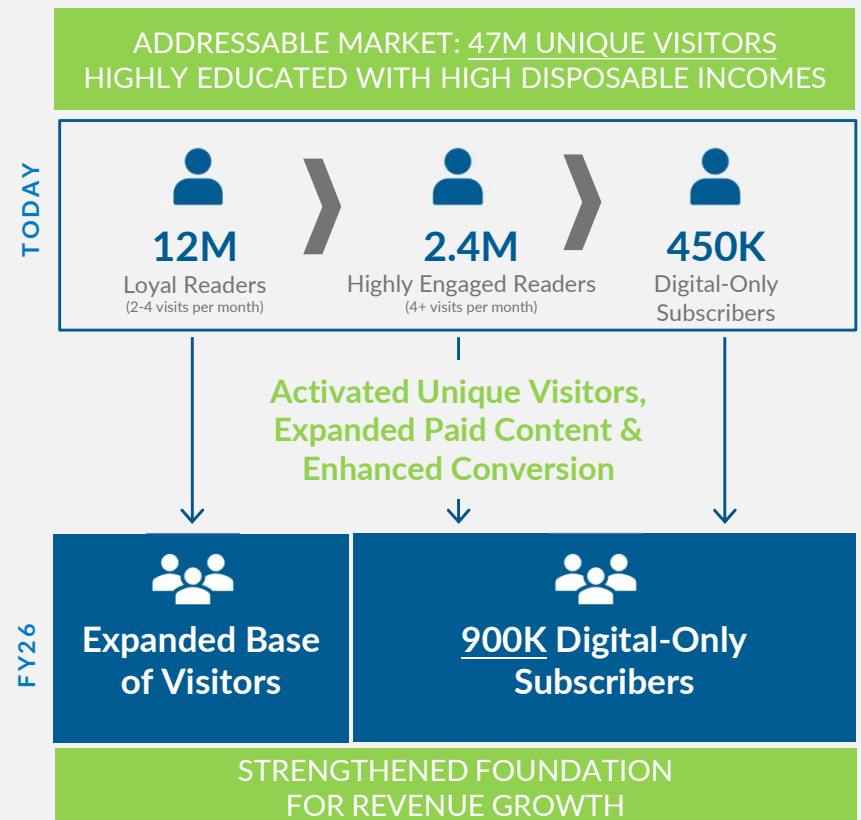 ADDRESSABLE MARKET: 47M UNIQUE VISITORS
HIGHLY EDUCATED WITH HIGH DISPOSABLE INCOMES
TODAY
12M
Loyal Readers
(2-4 visits per month)
2.4M
Highly Engaged Readers
(4+ visits per month)
450K
Digital-Only
Subscribers
Activated Unique Visitors,
Expanded Paid Content &
Enhanced Conversion
FY26
Expanded Base
of Visitors
900K Digital-Only
Subscribers
STRENGTHENED FOUNDATION
FOR REVENUE GROWTH